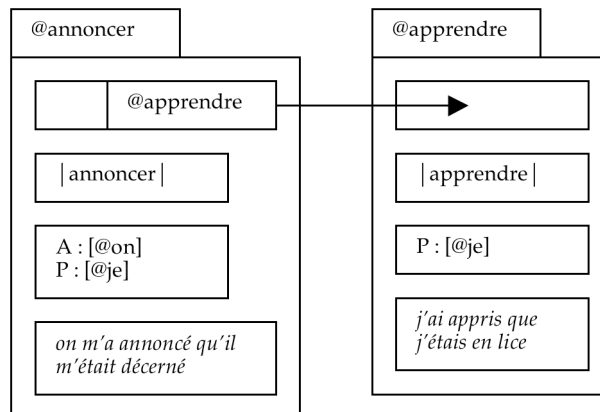 @annoncer
@apprendre
|annoncer|
A : [@on]
P : [@je]
on m’a annoncé qu’il
m’était décerné
@apprendre
|apprendre|
P : [@je]
j’ai appris que
j’étais en lice